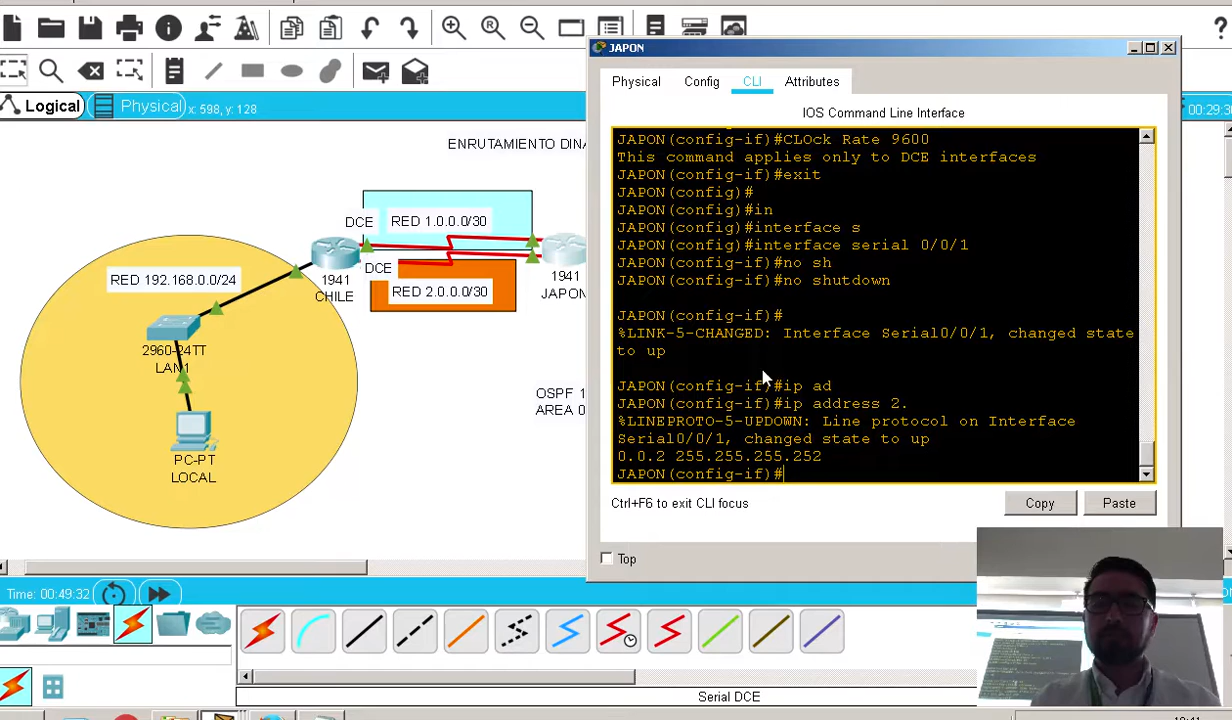 JAPON
Physical
Config
CLI
Attributes
Logical
Physical
x: 598, y: 128
00:29:3
IOS Command Line Interface
ENRUTAMIENTO DINA
JAPON(config-if)#CLOck Rate 9600
This command applies only to DCE interfaces
JAPON(config-if)#exit
JAPON(config)#
JAPON(config)#in
JAPON(config)#interface s
JAPON(config)#interface serial 0/0/1
JAPON(config-if)#no sh
JAPON(config-if)#no shutdown
JAPON(config-if)#
%LINK-5-CHANGED: Interface Serial0/0/1, changed state
to up
JAPON(config-if)#ip ad
JAPON(config-if)#ip address 2.
%LINEPROTO-5-UPDOWN: Line protocol on Interface
Serial0/0/1, changed state to up
0.0.2 255.255.255.252
JAPON(config-if)#
DCE
RED 1.0.0.0/30
RED 192.168.0.0/24
DCE
1941
CHILE
RED 2.0.0.0/30
1941
JAPON
2960-24TT
LAN1
OSPF 1
AREA 0
PC-PT
LOCAL
Ctrl+F6 to exit CLI focus
Copy
Paste
Top
Time: 00:49:32
Serial DCE